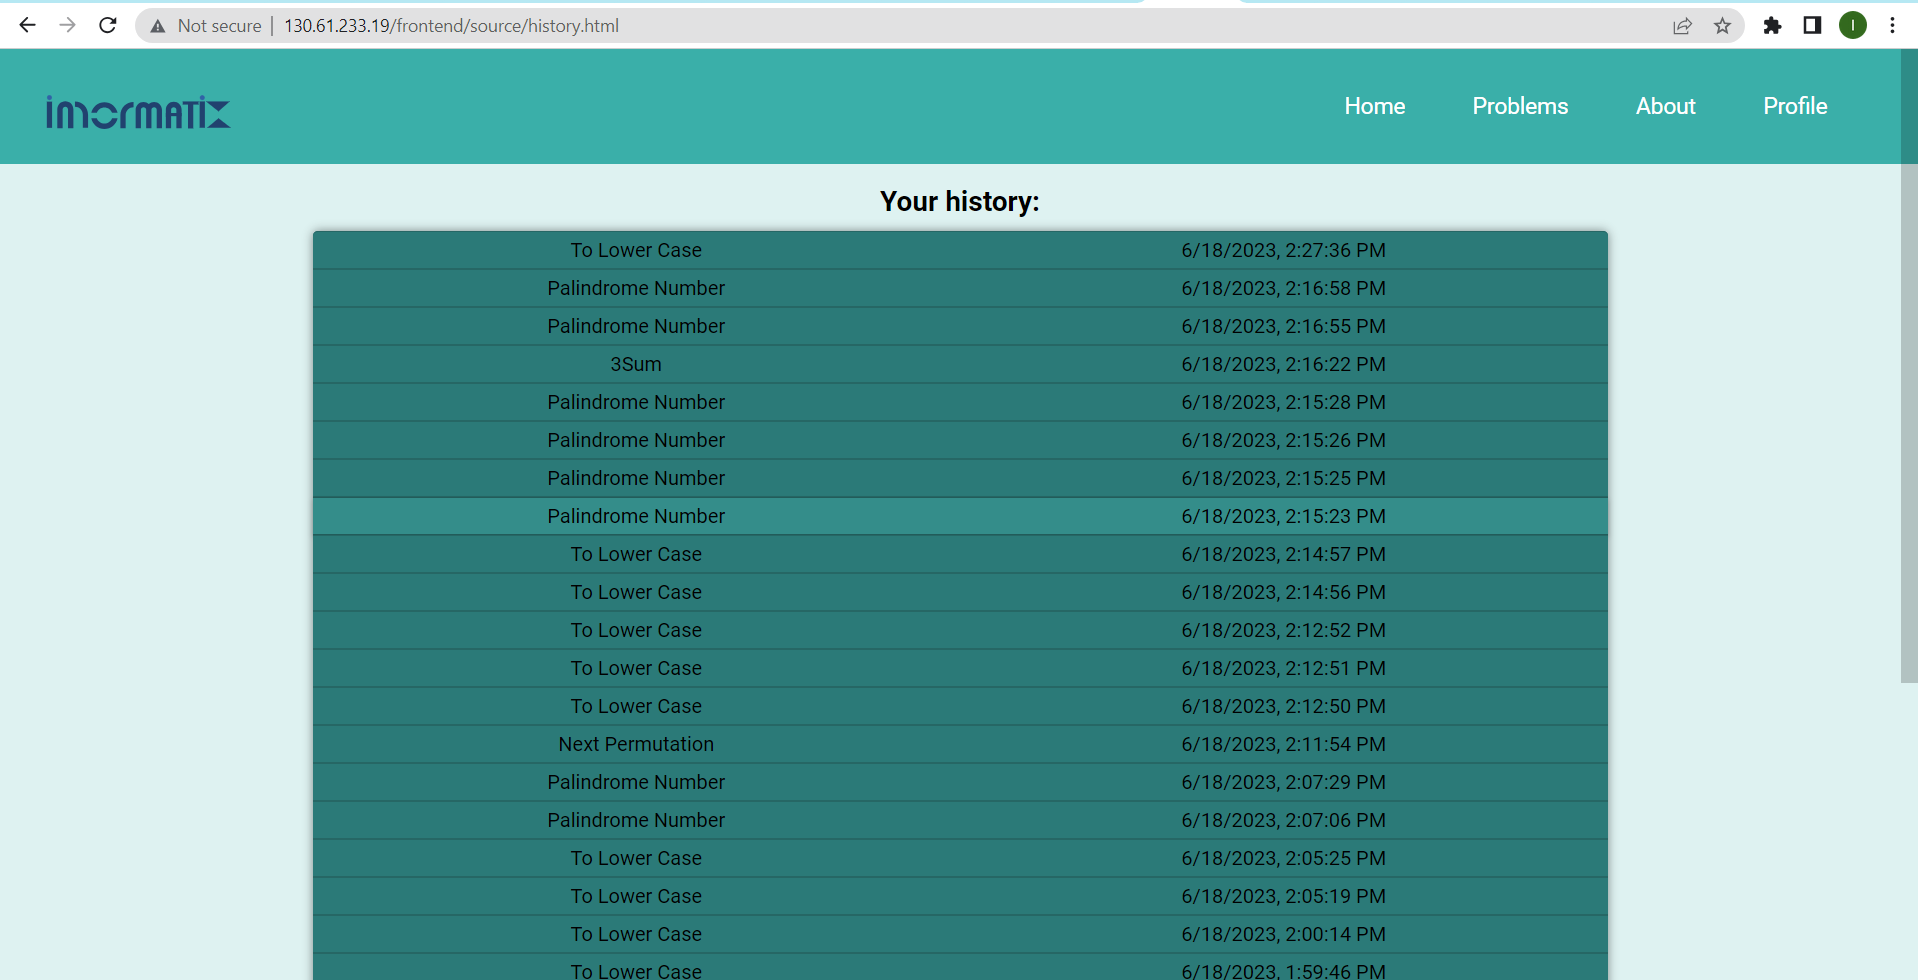 Not secure | 130.61.233.19/frontend/source/history.html
I
Home Problems About Profile
Your history:
To Lower Case 6/18/2023, 2:27:36 PM
Palindrome Number 6/18/2023, 2:16:58 PM
Palindrome Number 6/18/2023, 2:16:55 PM
3Sum 6/18/2023, 2:16:22 PM
Palindrome Number 6/18/2023, 2:15:28 PM
Palindrome Number 6/18/2023, 2:15:26 PM
Palindrome Number 6/18/2023, 2:15:25 PM
Palindrome Number 6/18/2023, 2:15:23 PM
To Lower Case 6/18/2023, 2:14:57 PM
To Lower Case 6/18/2023, 2:14:56 PM
To Lower Case 6/18/2023, 2:12:52 PM
To Lower Case 6/18/2023, 2:12:51 PM
To Lower Case 6/18/2023, 2:12:50 PM
Next Permutation 6/18/2023, 2:11:54 PM
Palindrome Number 6/18/2023, 2:07:29 PM
Palindrome Number 6/18/2023, 2:07:06 PM
To Lower Case 6/18/2023, 2:05:25 PM
To Lower Case 6/18/2023, 2:05:19 PM
To Lower Case 6/18/2023, 2:00:14 PM
To Lower Case 6/18/2023, 1:59:46 PM